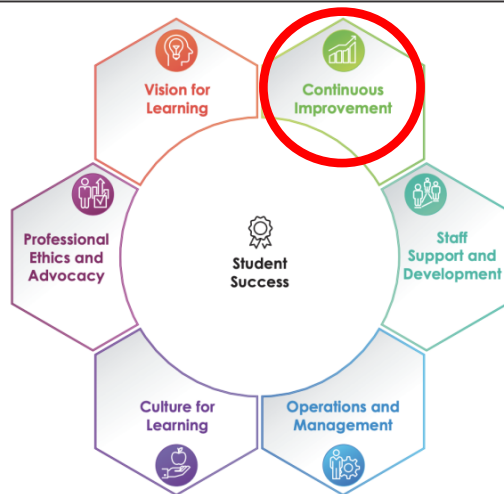 Vision for
Learning
Continuous
Improvement
Professional
Ethics and
Advocacy
Student
Success
Staff
Support and
Development
Culture for
Learning
Operations and
Management